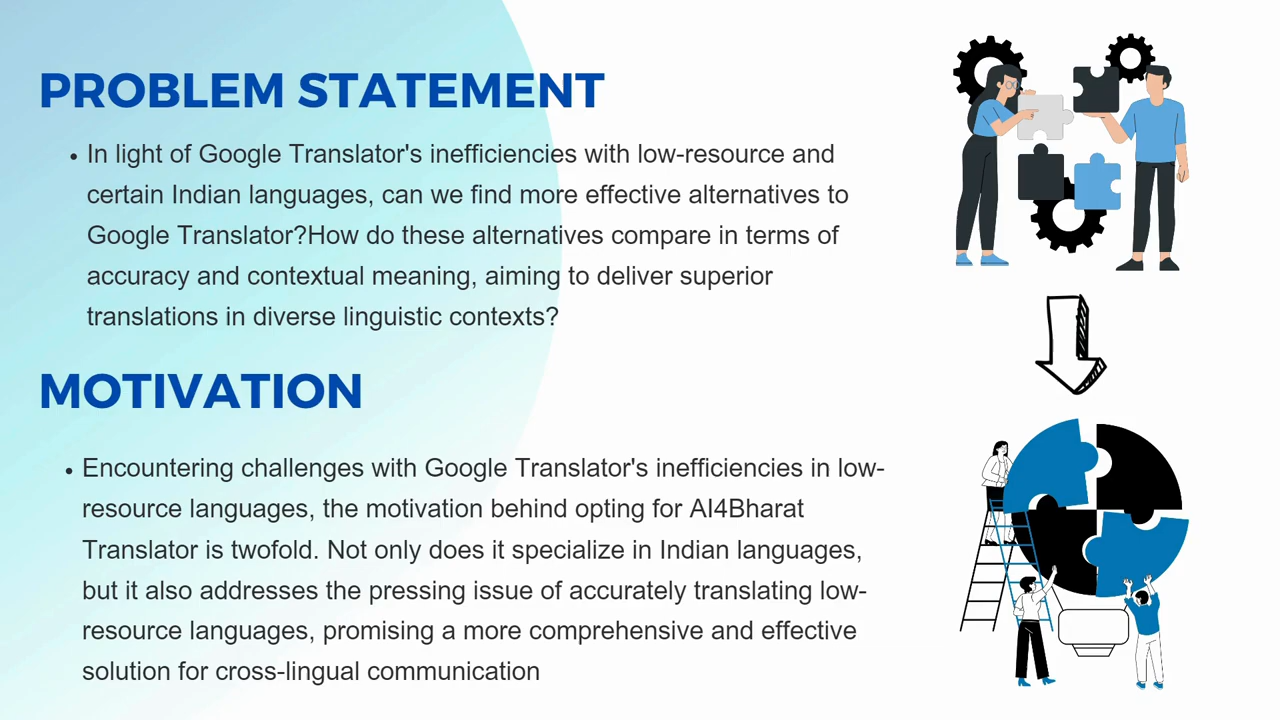 PROBLEM STATEMENT
• In light of Google Translator's inefficiencies with low-resource and
certain Indian languages, can we find more effective alternatives to
Google Translator?How do these alternatives compare in terms of
accuracy and contextual meaning, aiming to deliver superior
translations in diverse linguistic contexts?
MOTIVATION
• Encountering challenges with Google Translator's inefficiencies in low-
resource languages, the motivation behind opting for AI4Bharat
Translator is twofold. Not only does it specialize in Indian languages,
but it also addresses the pressing issue of accurately translating low-
resource languages, promising a more comprehensive and effective
solution for cross-lingual communication